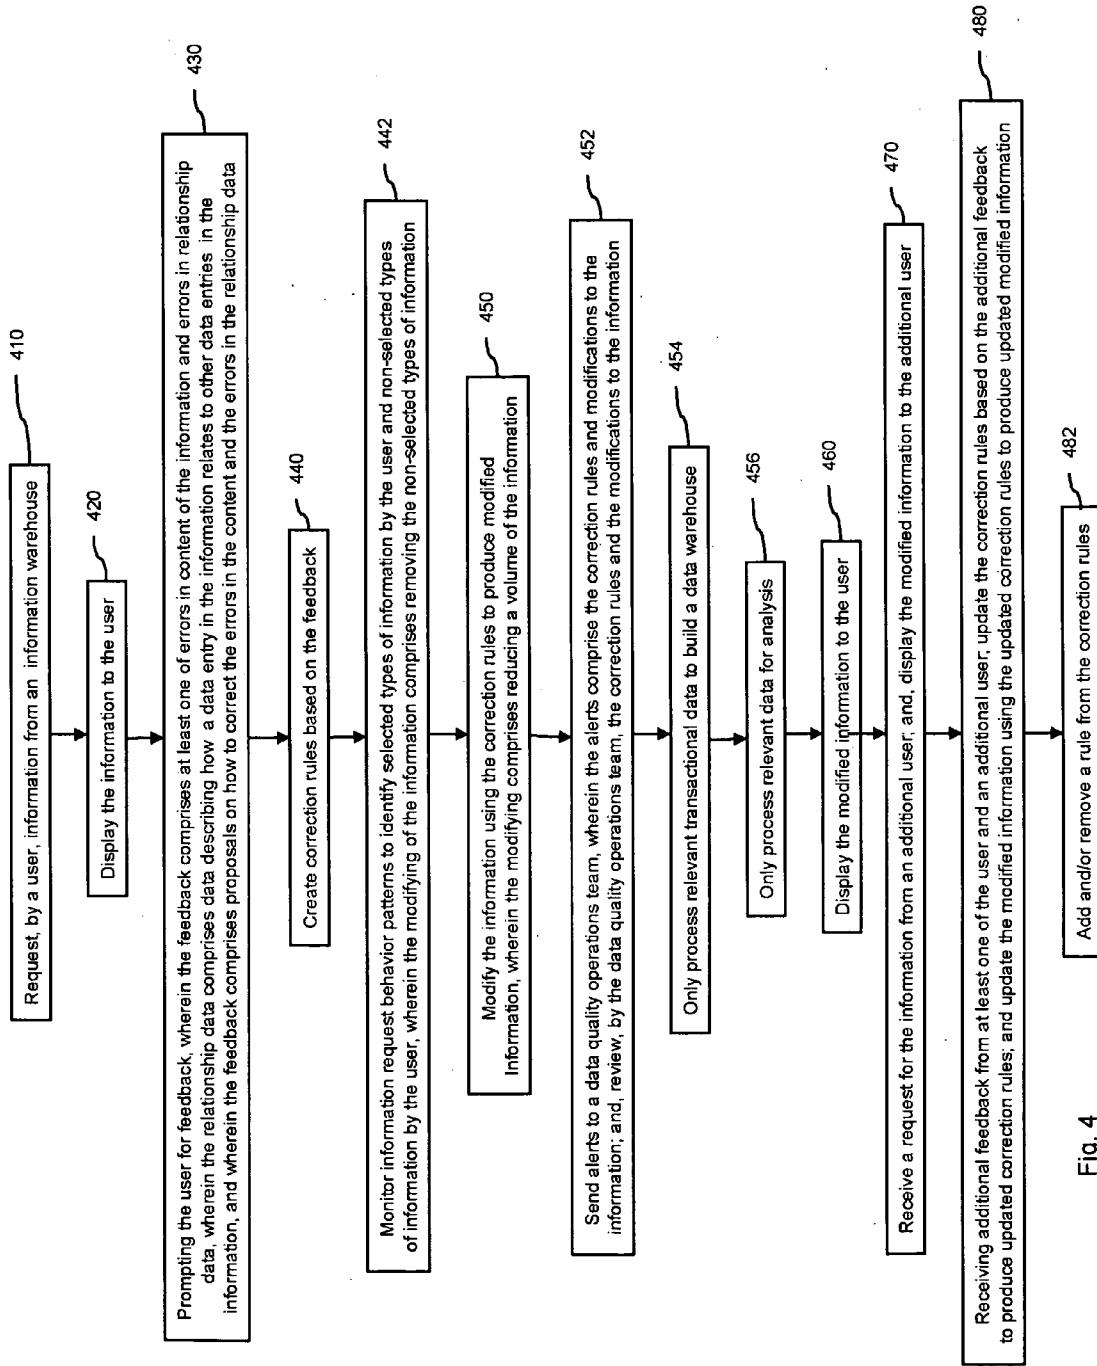 410
Request, by a user, information from an information warehouse
420
Display the information to the user
430
Prompting the user for feedback, wherein the feedback comprises at least one of errors in content of the information and errors in relationship
data, wherein the relationship data comprises data describing how a data entry in the information relates to other data entries in the
information, and wherein the feedback comprises proposals on how to correct the errors in the content and the errors in the relationship data
440
Create correction rules based on the feedback
442
Monitor information request behavior patterns to identify selected types of information by the user and non-selected types
of information by the user, wherein the modifying of the information comprises removing the non-selected types of information
450
Modify the information using the correction rules to produce modified
Information, wherein the modifying comprises reducing a volume of the information
452
Send alerts to a data quality operations team, wherein the alerts comprise the correction rules and modifications to the
information; and, review, by the data quality operations team, the correction rules and the modifications to the information
454
Only process relevant transactional data to build a data warehouse
456
Only process relevant data for analysis
460
Display the modified information to the user
470
Receive a request for the information from an additional user; and, display the modified information to the additional user
480
Receiving additional feedback from at least one of the user and an additional user; update the correction rules based on the additional feedback
to produce updated correction rules; and update the modified information using the updated correction rules to produce updated modified information
482
Add and/or remove a rule from the correction rules
Fig. 4